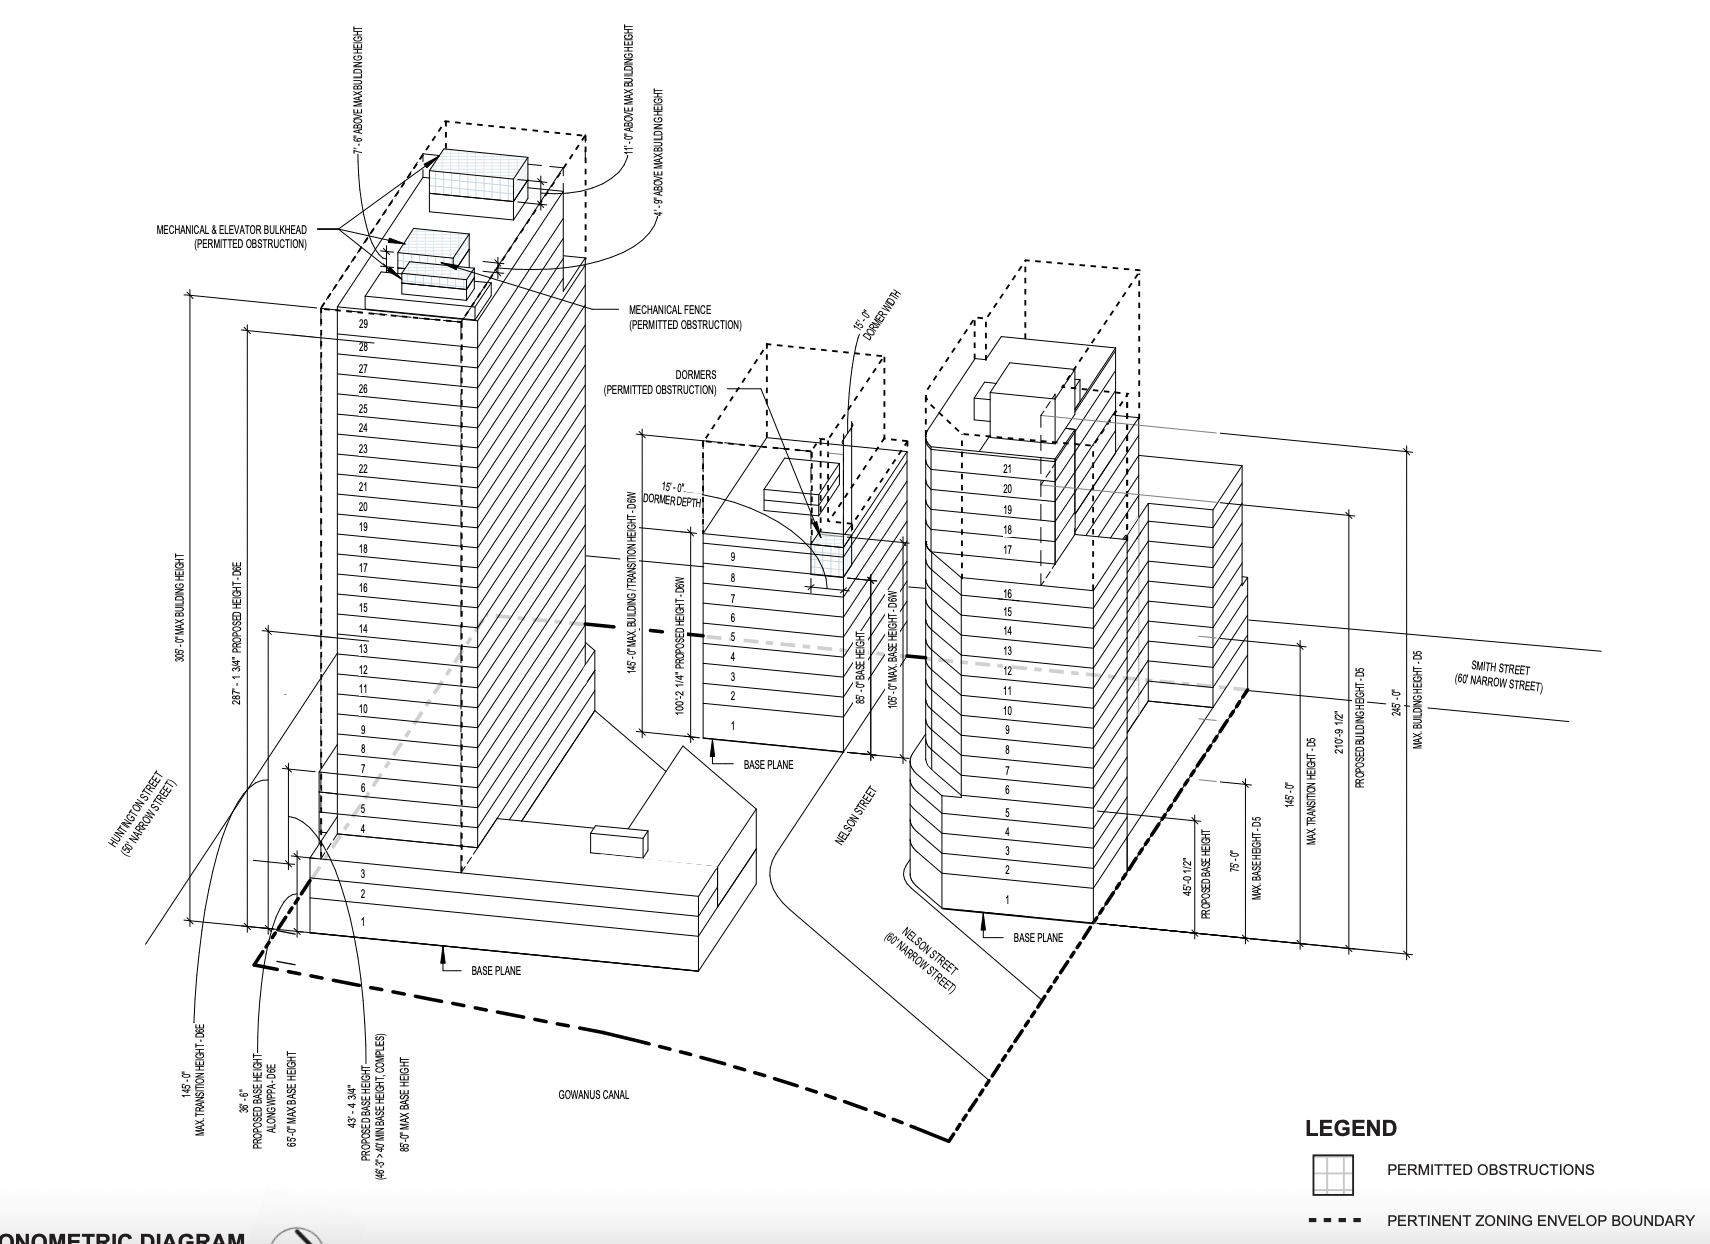 7' - 6" ABOVE MAX BUILDING HEIGHT
11' - 0" ABOVE MAX BUILDING HEIGHT
4' - 9" ABOVE MAX BUILDING HEIGHT
MECHANICAL & ELEVATOR BULKHEAD
(PERMITTED OBSTRUCTION)
MECHANICAL FENCE
(PERMITTED OBSTRUCTION)
15' - 0"
DORMER WIDTH
DORMERS
(PERMITTED OBSTRUCTION)
15' - 0"
DORMER DEPTH
305' - 0" MAX BUILDING HEIGHT
287' - 1 3/4" PROPOSED HEIGHT - D6E
29
28
27
26
25
24
23
22
21
20
19
18
17
16
15
14
13
12
11
10
9
8
7
6
5
4
3
2
1
BASE PLANE
145' - 0" MAX. BUILDING / TRANSITION HEIGHT - D6W
100'-2 1/4" PROPOSED HEIGHT - D6W
9
8
7
6
5
4
3
2
1
BASE PLANE
85' - 0" BASE HEIGHT
105' - 0" MAX. BASE HEIGHT - D6W
21
20
19
18
17
16
15
14
13
12
11
10
9
8
7
6
5
4
3
2
1
BASE PLANE
45'-0 1/2"
PROPOSED BASE HEIGHT
75' - 0"
MAX. BASE HEIGHT - D5
145' - 0"
MAX. TRANSITION HEIGHT - D5
210'- 9 1/2"
PROPOSED BUILDING HEIGHT - D5
245' - 0"
MAX. BUILDING HEIGHT - D5
SMITH STREET
(60' NARROW STREET)
HUNTINGTON STREET
(50' NARROW STREET)
NELSON STREET
NELSON STREET
(60' NARROW STREET)
145' - 0"
MAX. TRANSITION HEIGHT - D6E
36' - 6"
PROPOSED BASE HEIGHT
ALONG WPPA - D6E
65'-0" MAX BASE HEIGHT
43' - 4 3/4"
PROPOSED BASE HEIGHT
(46'-3" > 40' MIN BASE HEIGHT, COMPLIES)
85'-0" MAX BASE HEIGHT
GOWANUS CANAL
LEGEND
PERMITTED OBSTRUCTIONS
PERTINENT ZONING ENVELOP BOUNDARY
ONOMETRIC DIAGRAM